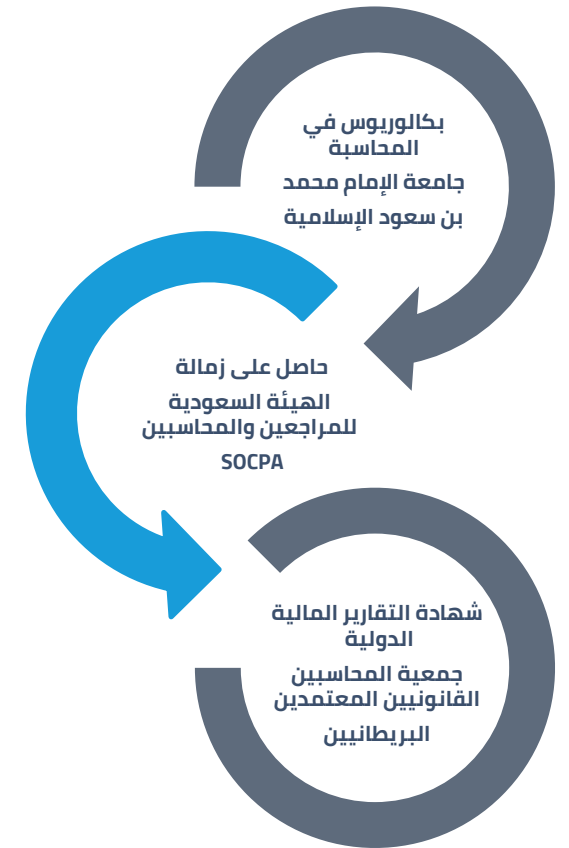 بكالوريوس في
المحاسبة
جامعة الإمام محمد
بن سعود الإسلامية
حاصل على زمالة
الهيئة السعودية
للمراجعين والمحاسبين
SOCPA
شهادة التقارير المالية
الدولية
جمعية المحاسبين
القانونيين المعتمدين
البريطانيين